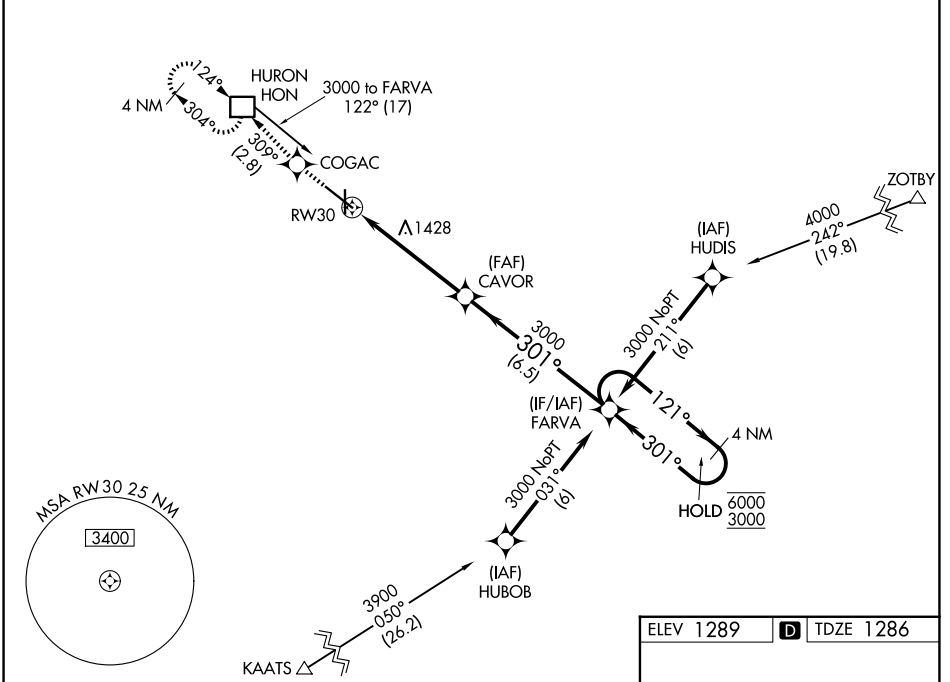 HURON
HON
3000 to FARVA
122° (17)
124°
4 NM
304°
309°
(2.8)
COGAC
RW30
1428
ZOTBY
4000
242°
(19.8)
(IAF)
HUDIS
(FAF)
CAVOR
3000 NoPT
211°
(6)
3000
301°
(6.5)
(IF/IAF)
FARVA
121°
301°
4 NM
HOLD
6000
3000
3000 NoPT
031°
(6)
(IAF)
HUBOB
MSA RW30 25 NM
3400
3900
050°
(26.2)
KAATS
ELEV 1289 D TDZE 1286